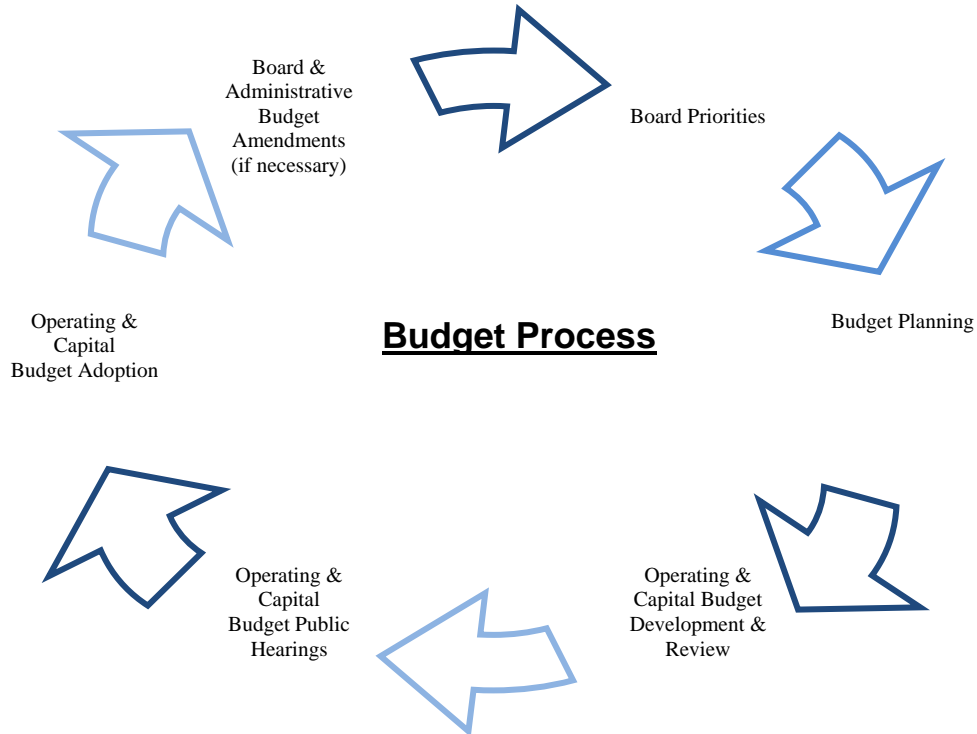 Board &
Administrative
Budget
Amendments
(if necessary)
Board Priorities
Budget Planning
Operating &
Capital Budget
Development &
Review
Operating &
Capital
Budget Public
Hearings
Operating &
Capital
Budget Adoption
Budget Process